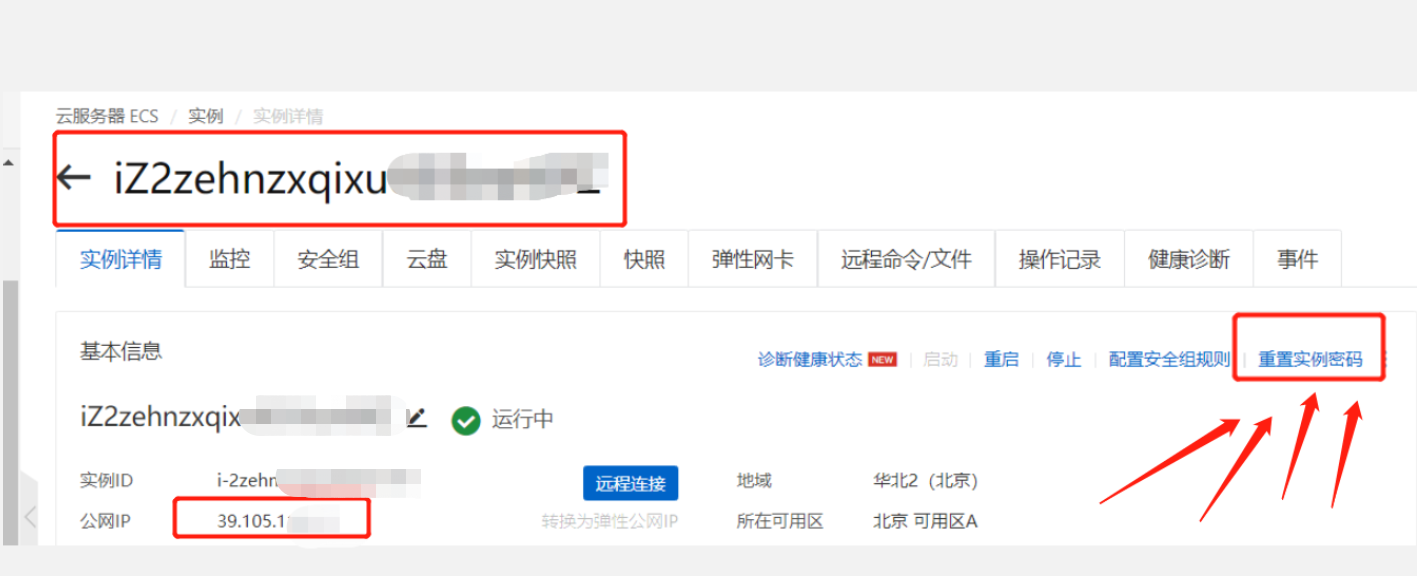 云服务器 ECS / 实例 / 实例详情
← iZ2zehnzxqixu
实例详情 监控 安全组 云盘 实例快照 快照 弹性网卡 远程命令/文件 操作记录 健康诊断 事件
基本信息
诊断健康状态 NEW | 启动 | 重启 | 停止 | 配置安全组规则 | 重置实例密码
iZ2zehnzxqix 运行中
实例ID i-2zehn 远程连接 地域 华北2（北京）
公网IP 39.105.1 转换为弹性公网IP 所在可用区 北京 可用区A